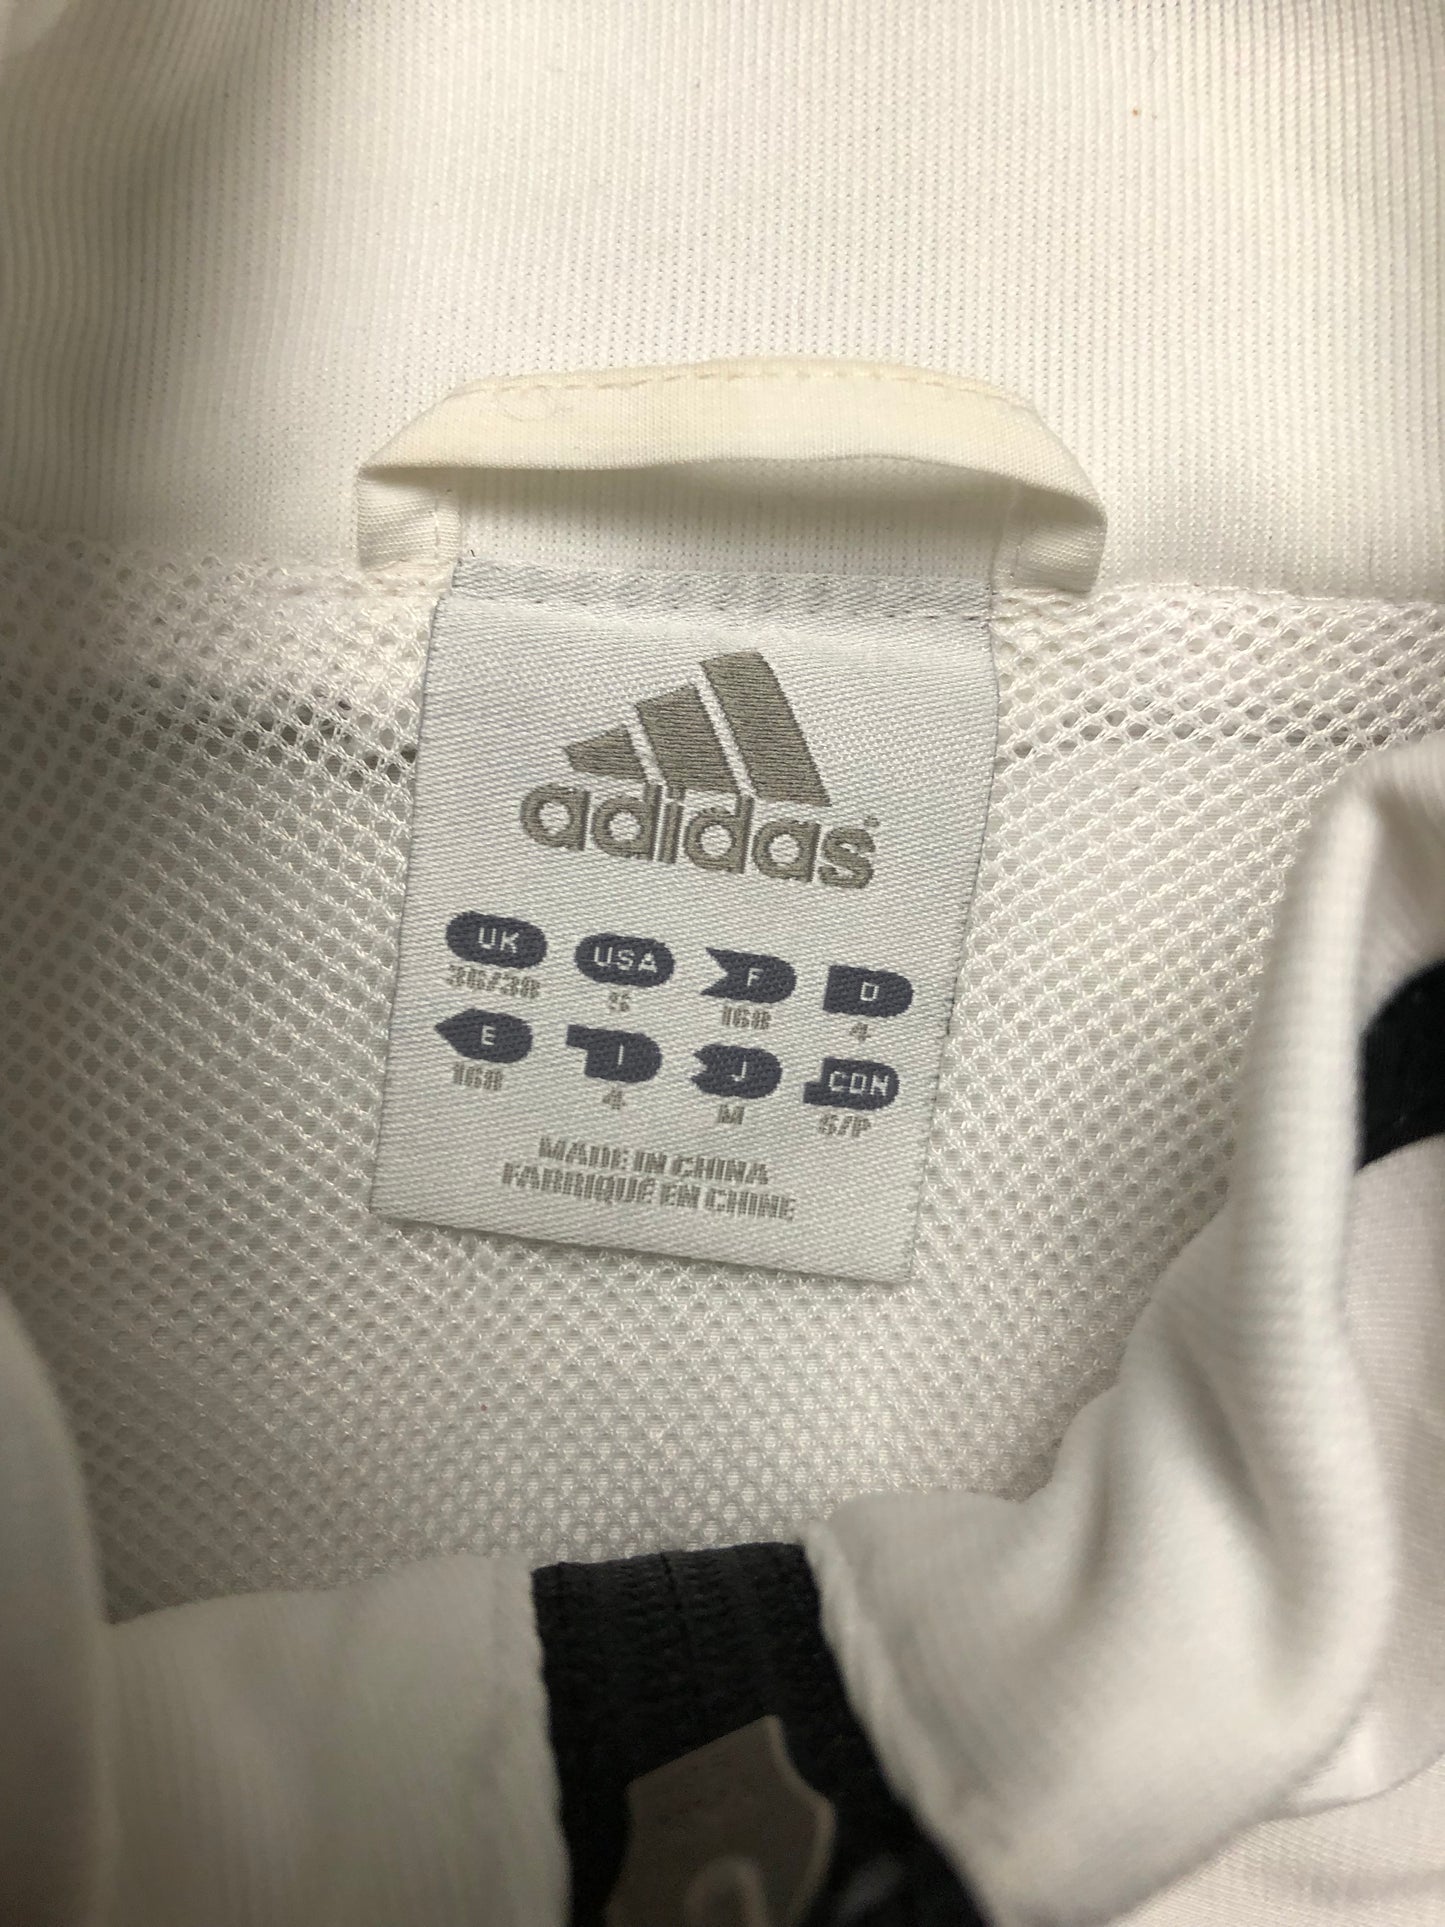 adidas
UK USA F D
36/38 S 168 4
E I J CDN
168 4 M S/P
MADE IN CHINA
FABRIQUÉ EN CHINE